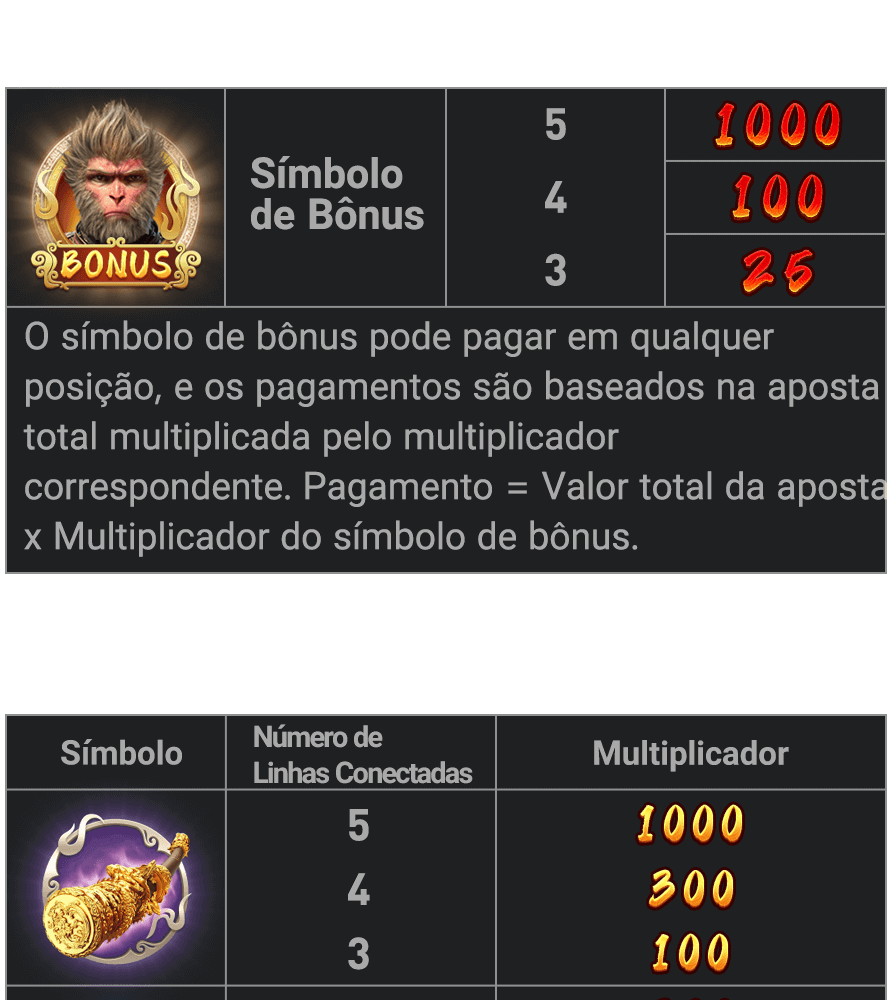 BONUS
Símbolo
de Bônus
5 1000
4 100
3 25
O símbolo de bônus pode pagar em qualquer
posição, e os pagamentos são baseados na aposta
total multiplicada pelo multiplicador
correspondente. Pagamento = Valor total da aposta
x Multiplicador do símbolo de bônus.
Símbolo
Número de
Linhas Conectadas
Multiplicador
5 1000
4 300
3 100